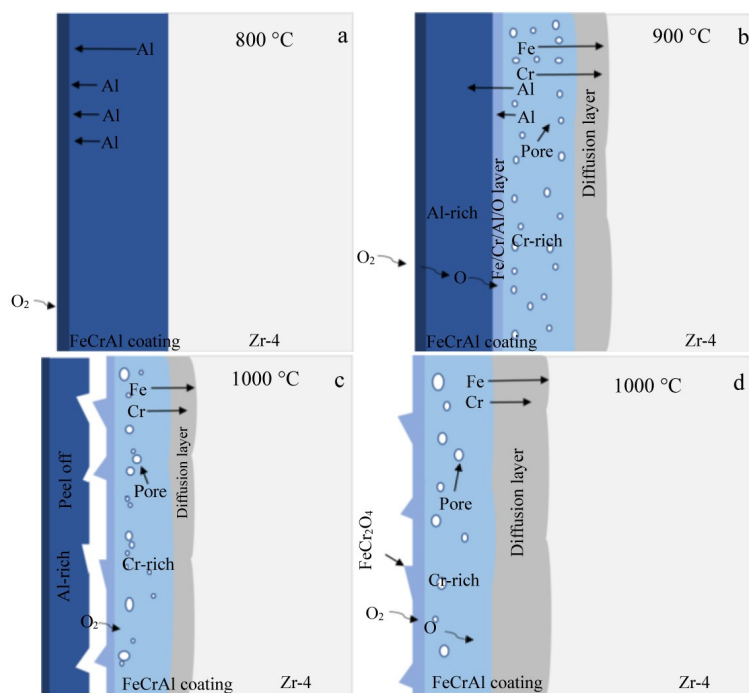 800 °C
a
Al
Al
Al
Al
O₂
FeCrAl coating
Zr-4
900 °C
b
Fe
Cr
Al
Al
Pore
Diffusion layer
Fe/Cr/Al/O layer
Al-rich
Cr-rich
O₂
O
FeCrAl coating
Zr-4
1000 °C
c
Fe
Cr
Peel off
Diffusion layer
Pore
Al-rich
Cr-rich
O₂
FeCrAl coating
Zr-4
1000 °C
d
Fe
Cr
Diffusion layer
Pore
FeCr₂O₄
Cr-rich
O₂
O
FeCrAl coating
Zr-4